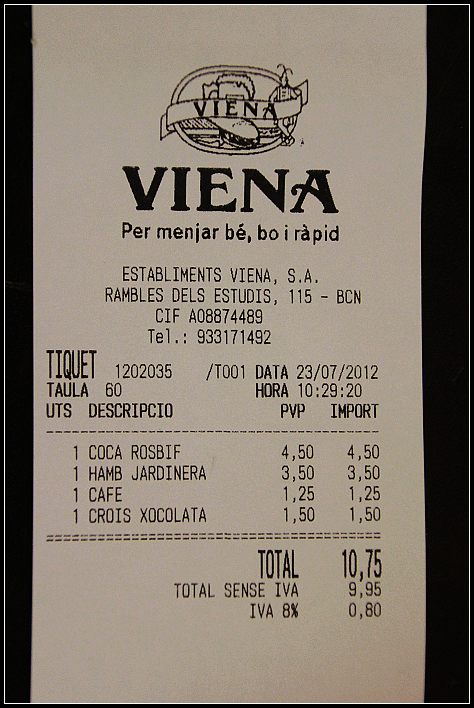 VIENA
VIENA
Per menjar bé, bo i ràpid
ESTABLIMENTS VIENA, S.A.
RAMBLES DELS ESTUDIS, 115 - BCN
CIF A08874489
Tel.: 933171492
TIQUET 1202035 /T001 DATA 23/07/2012
TAULA 60 HORA 10:29:20
UTS DESCRIPCIO PVP IMPORT
1 COCA ROSBIF 4,50 4,50
1 HAMB JARDINERA 3,50 3,50
1 CAFE 1,25 1,25
1 CROIS XOCOLATA 1,50 1,50
TOTAL 10,75
TOTAL SENSE IVA 9,95
IVA 8% 0,80